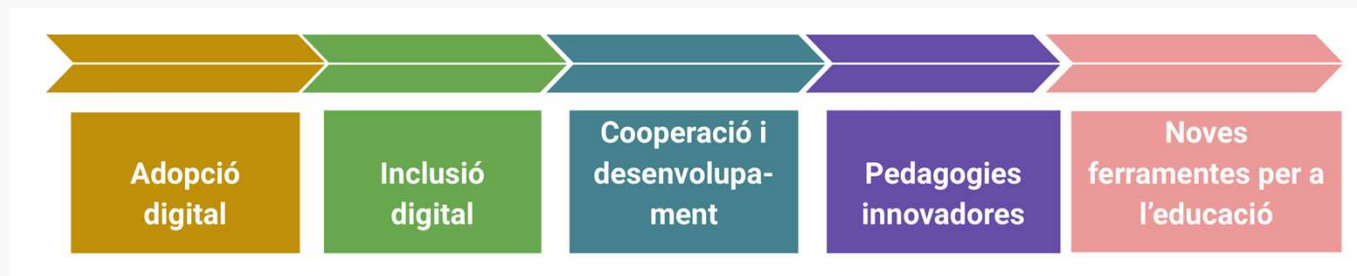 Adopció
digital
Inclusió
digital
Cooperació i
desenvolupa-
ment
Pedagogies
innovadores
Noves
ferramentes per a
l’educació